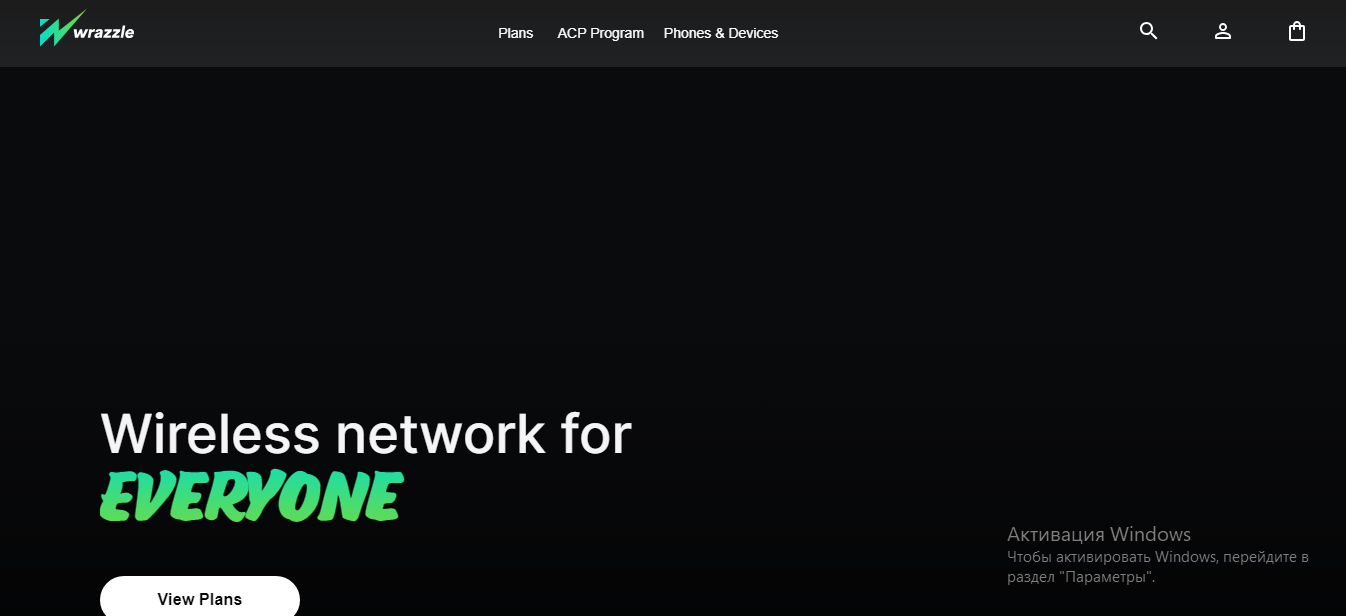 wrazzle
Plans ACP Program Phones & Devices
Wireless network for
EVERYONE
View Plans
Активация Windows
Чтобы активировать Windows, перейдите в
раздел "Параметры".